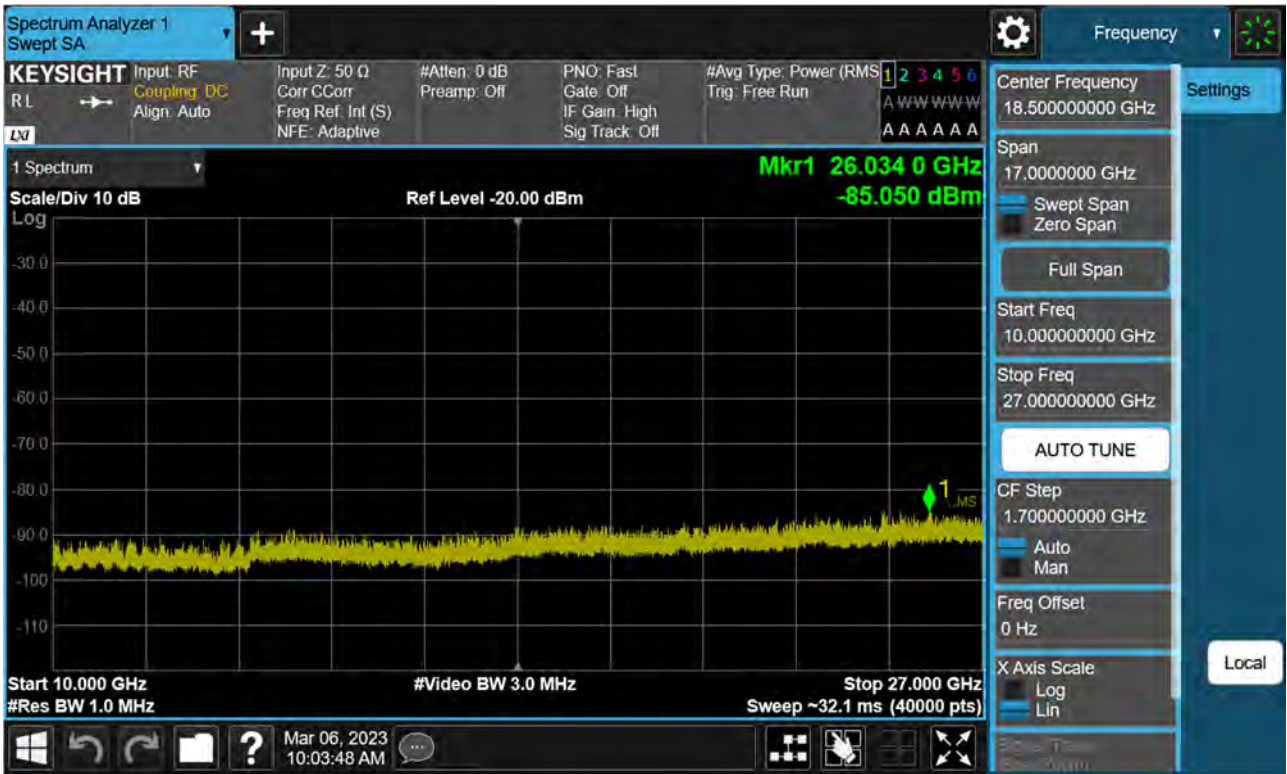 Spectrum Analyzer 1
Swept SA
+
Frequency
KEYSIGHT
RL
LXI
Input: RF
Coupling: DC
Align: Auto
Input Z: 50 Ω
Corr CCorr
Freq Ref: Int (S)
NFE: Adaptive
#Atten: 0 dB
Preamp: Off
PNO: Fast
Gate: Off
IF Gain: High
Sig Track: Off
#Avg Type: Power (RMS
Trig: Free Run
1 2 3 4 5 6
A W W W W W
A A A A A A
1 Spectrum
Mkr1 26.034 0 GHz
-85.050 dBm
Scale/Div 10 dB
Ref Level -20.00 dBm
Log
-30.0
-40.0
-50.0
-60.0
-70.0
-80.0
-90.0
-100
-110
1
Start 10.000 GHz
#Video BW 3.0 MHz
Stop 27.000 GHz
#Res BW 1.0 MHz
Sweep ~32.1 ms (40000 pts)
Center Frequency
18.500000000 GHz
Settings
Span
17.0000000 GHz
Swept Span
Zero Span
Full Span
Start Freq
10.000000000 GHz
Stop Freq
27.000000000 GHz
AUTO TUNE
CF Step
1.700000000 GHz
Auto
Man
Freq Offset
0 Hz
X Axis Scale
Log
Lin
Local
?
Mar 06, 2023
10:03:48 AM